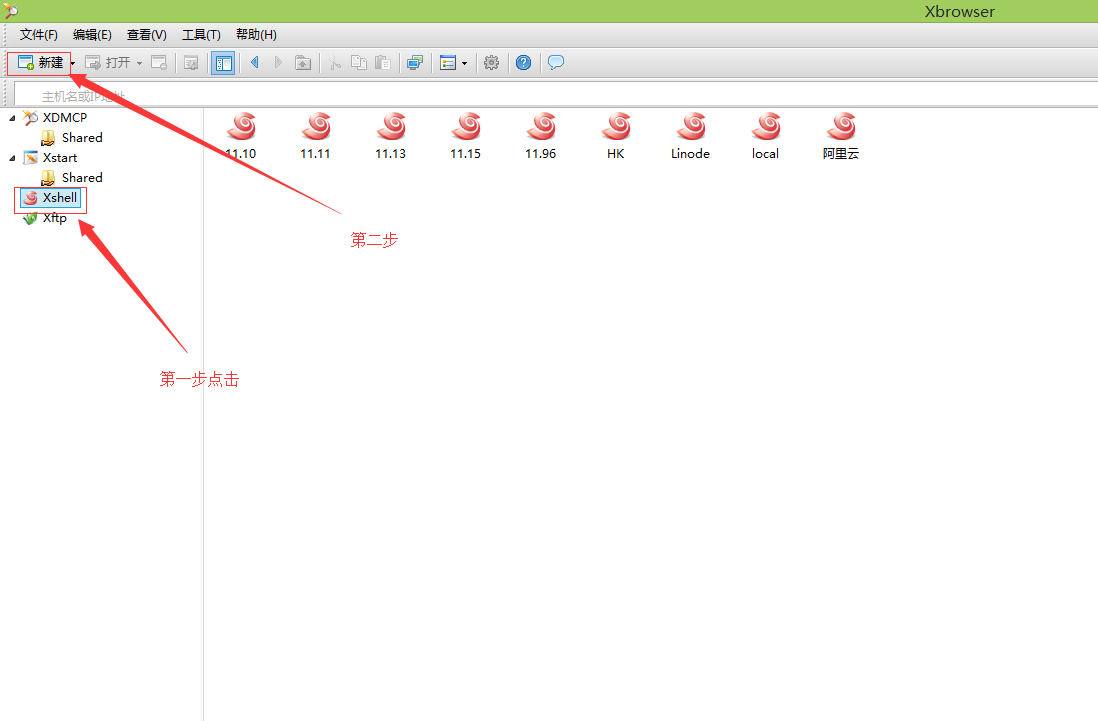 Xbrowser
文件(F) 编辑(E) 查看(V) 工具(T) 帮助(H)
新建 打开
主机名或IP地址
XDMCP
Shared
Xstart
Shared
Xshell
Xftp
11.10 11.11 11.13 11.15 11.96 HK Linode local 阿里云
第二步
第一步点击